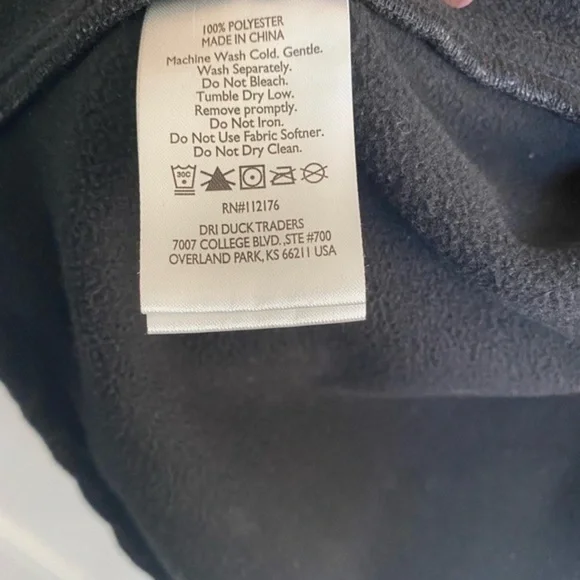 100% POLYESTER
MADE IN CHINA
Machine Wash Cold. Gentle.
Wash Separately.
Do Not Bleach.
Tumble Dry Low.
Remove promptly.
Do Not Iron.
Do Not Use Fabric Softner.
Do Not Dry Clean.
30C
RN#112176
DRI DUCK TRADERS
7007 COLLEGE BLVD.,STE #700
OVERLAND PARK, KS 66211 USA